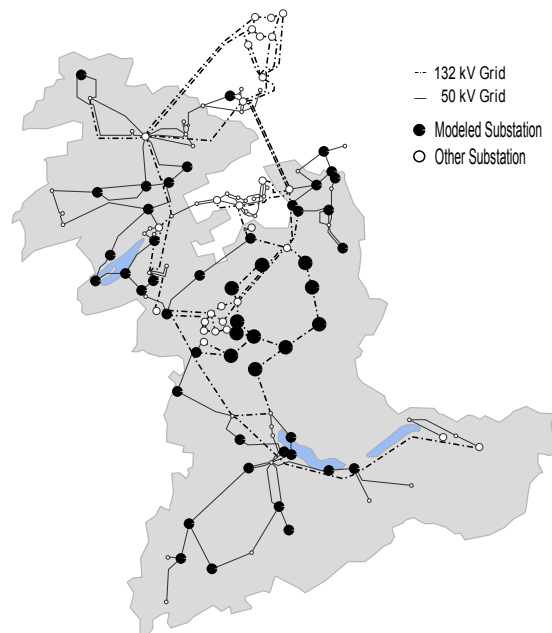 132 kV Grid
50 kV Grid
Modeled Substation
Other Substation